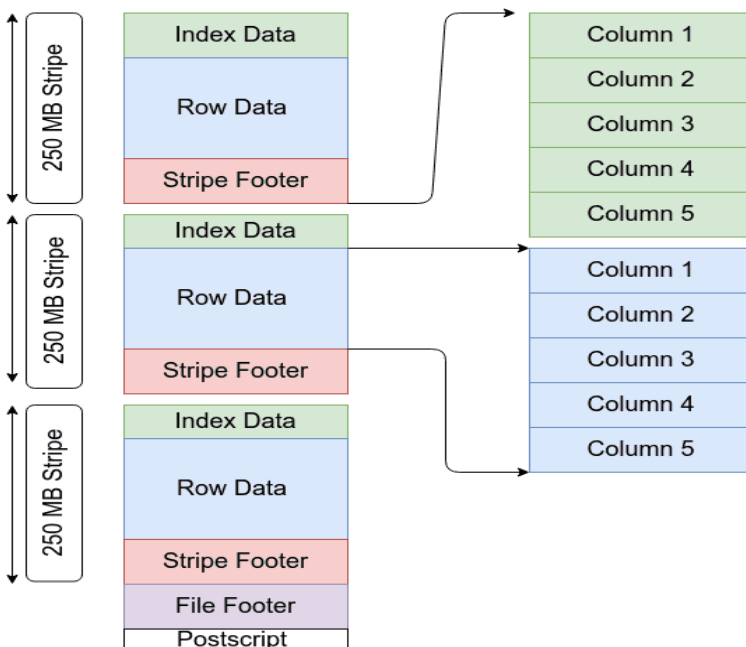 250 MB Stripe
Index Data
Row Data
Stripe Footer
250 MB Stripe
Index Data
Row Data
Stripe Footer
250 MB Stripe
Index Data
Row Data
Stripe Footer
File Footer
Postscript
Column 1
Column 2
Column 3
Column 4
Column 5
Column 1
Column 2
Column 3
Column 4
Column 5